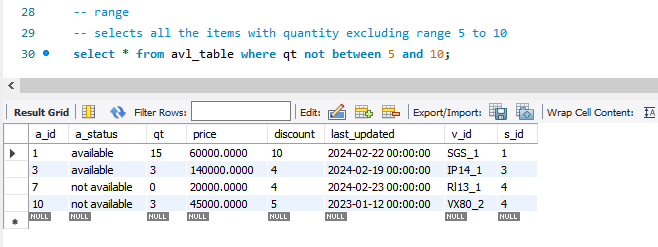 28 -- range
29 -- selects all the items with quantity excluding range 5 to 10
30 select * from avl_table where qt not between 5 and 10;
Result Grid Filter Rows: Edit: Export/Import: Wrap Cell Content: IA
a_id a_status qt price discount last_updated v_id s_id
1 available 15 60000.0000 10 2024-02-22 00:00:00 SGS_1 1
3 available 3 140000.0000 4 2024-02-19 00:00:00 IP14_1 3
7 not available 0 20000.0000 4 2024-02-23 00:00:00 Rl13_1 4
10 not available 3 45000.0000 5 2023-01-12 00:00:00 VX80_2 4
NULL NULL NULL NULL NULL NULL NULL NULL